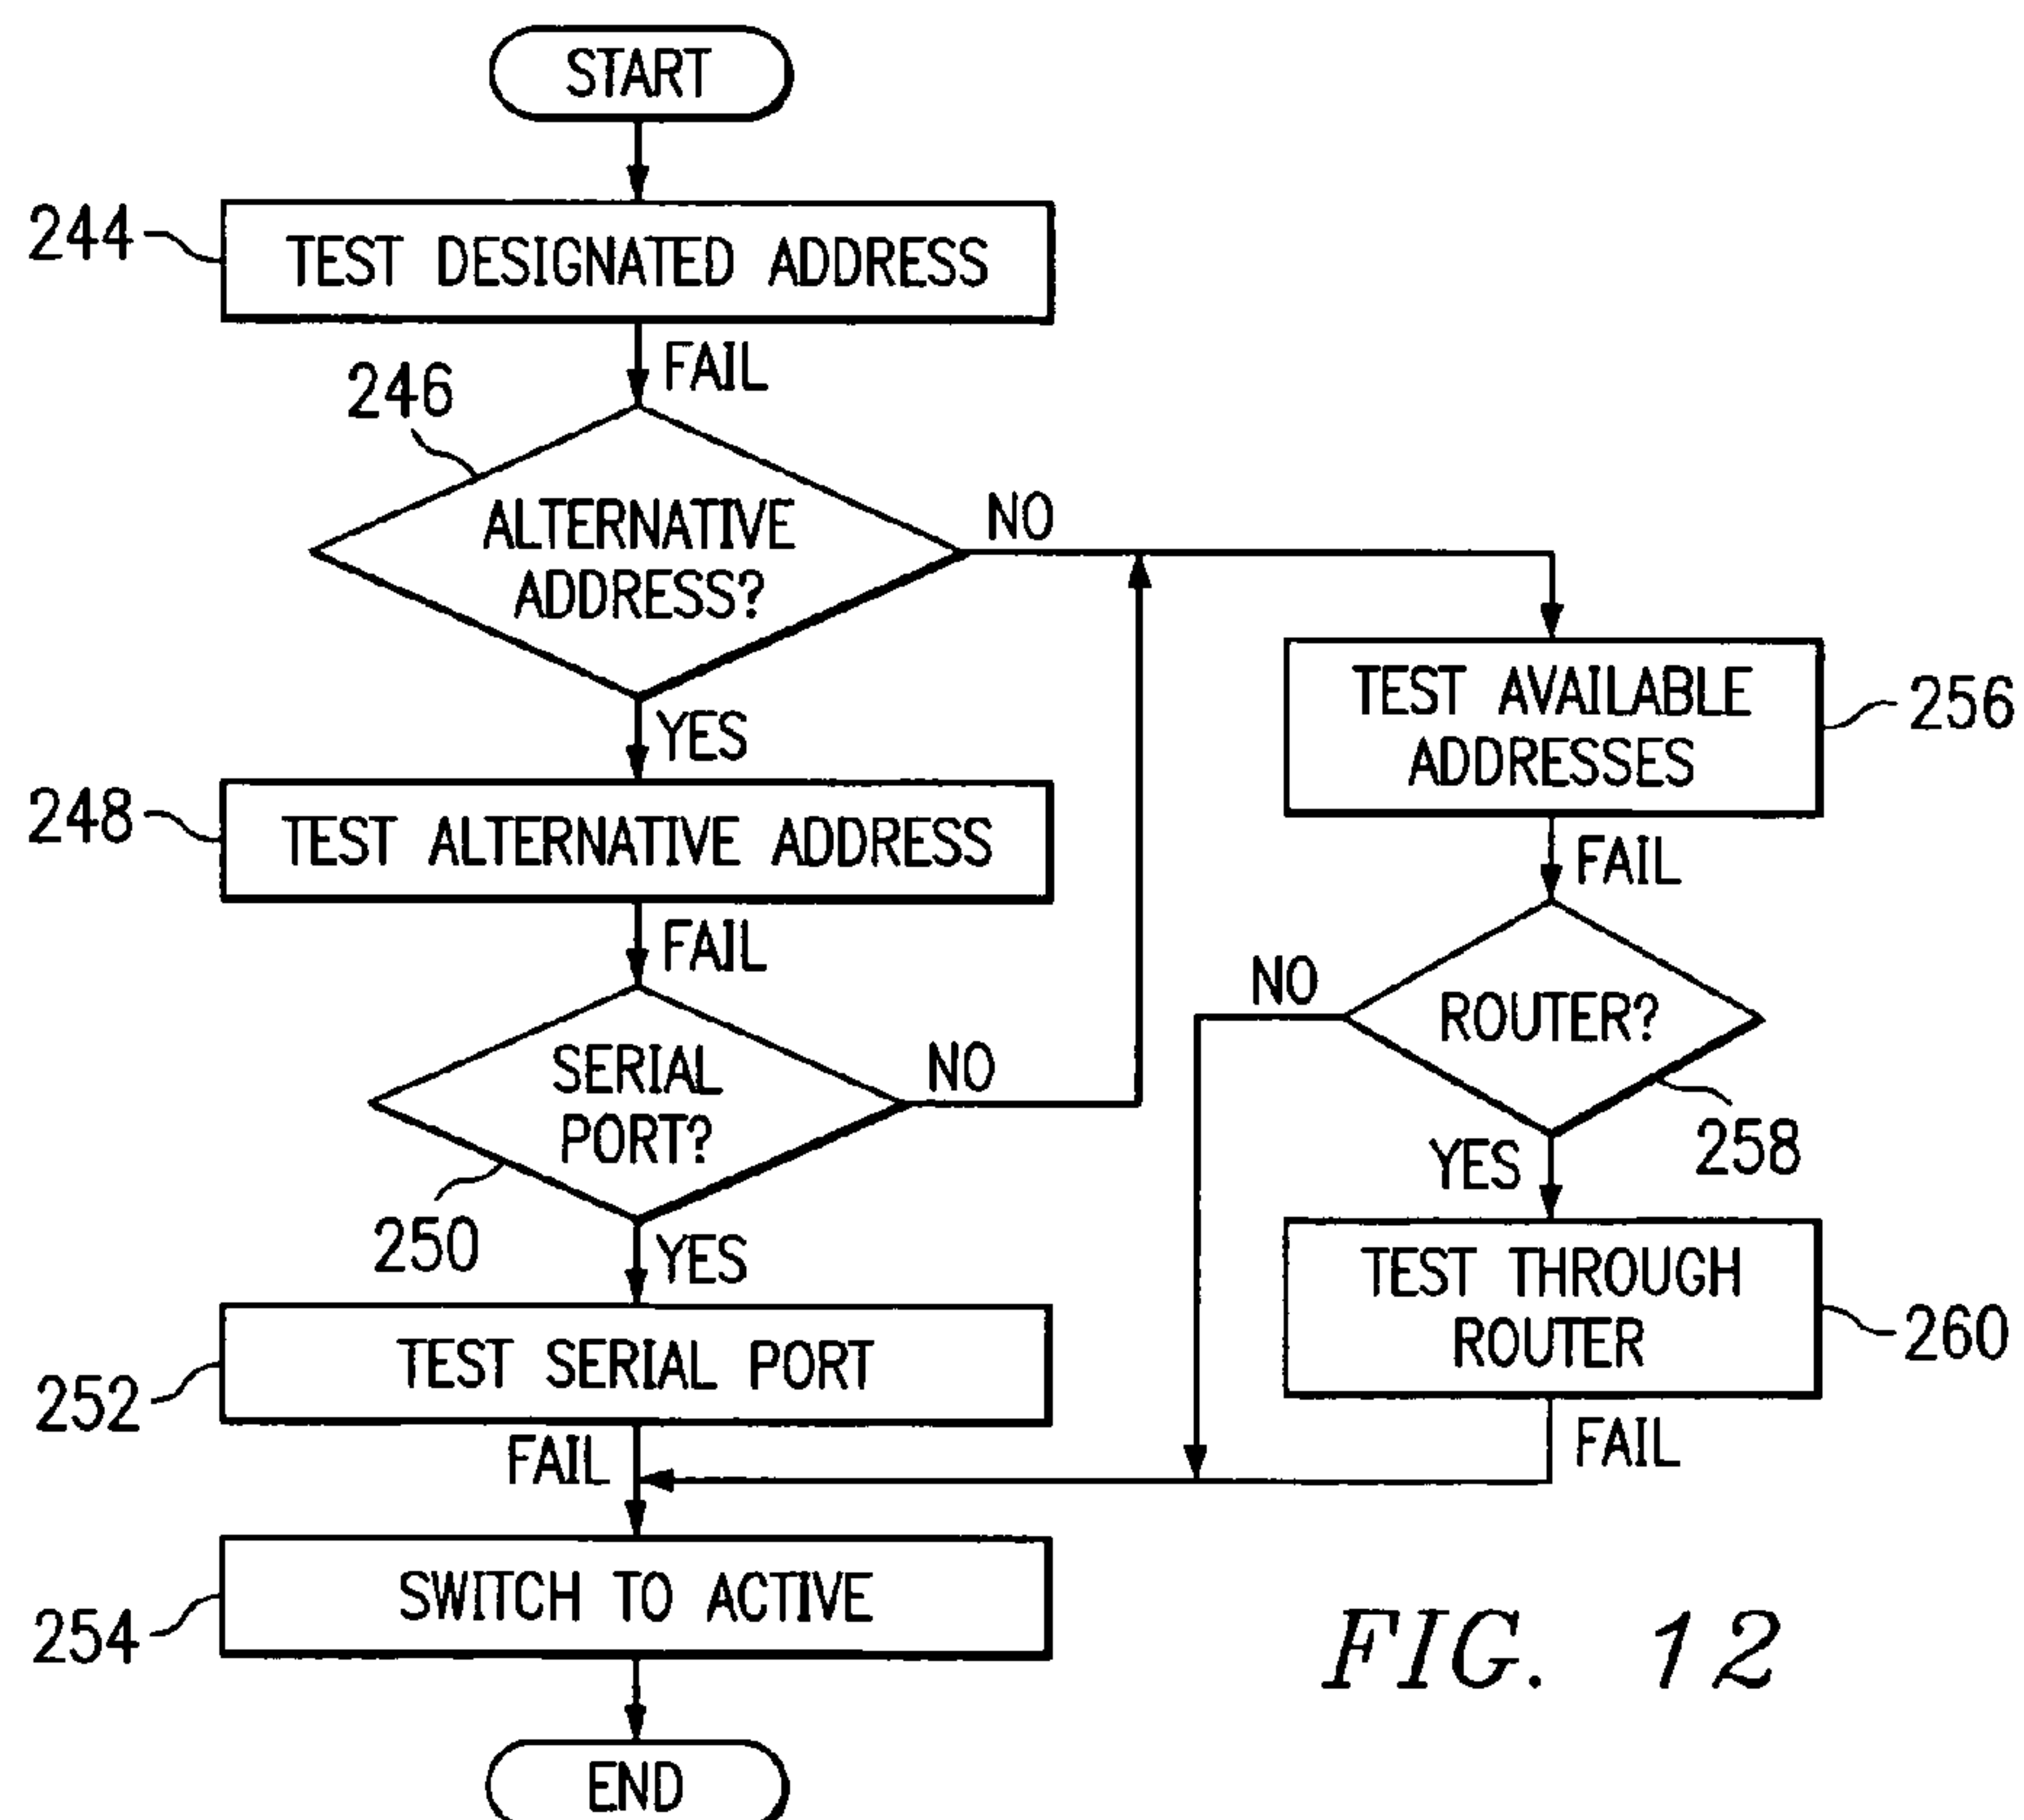 START
244
TEST DESIGNATED ADDRESS
FAIL
246
ALTERNATIVE
ADDRESS?
NO
YES
248
TEST ALTERNATIVE ADDRESS
FAIL
SERIAL
PORT?
NO
250
YES
252
TEST SERIAL PORT
FAIL
254
SWITCH TO ACTIVE
END
TEST AVAILABLE
ADDRESSES
256
FAIL
NO
ROUTER?
258
YES
TEST THROUGH
ROUTER
260
FAIL
FIG. 12